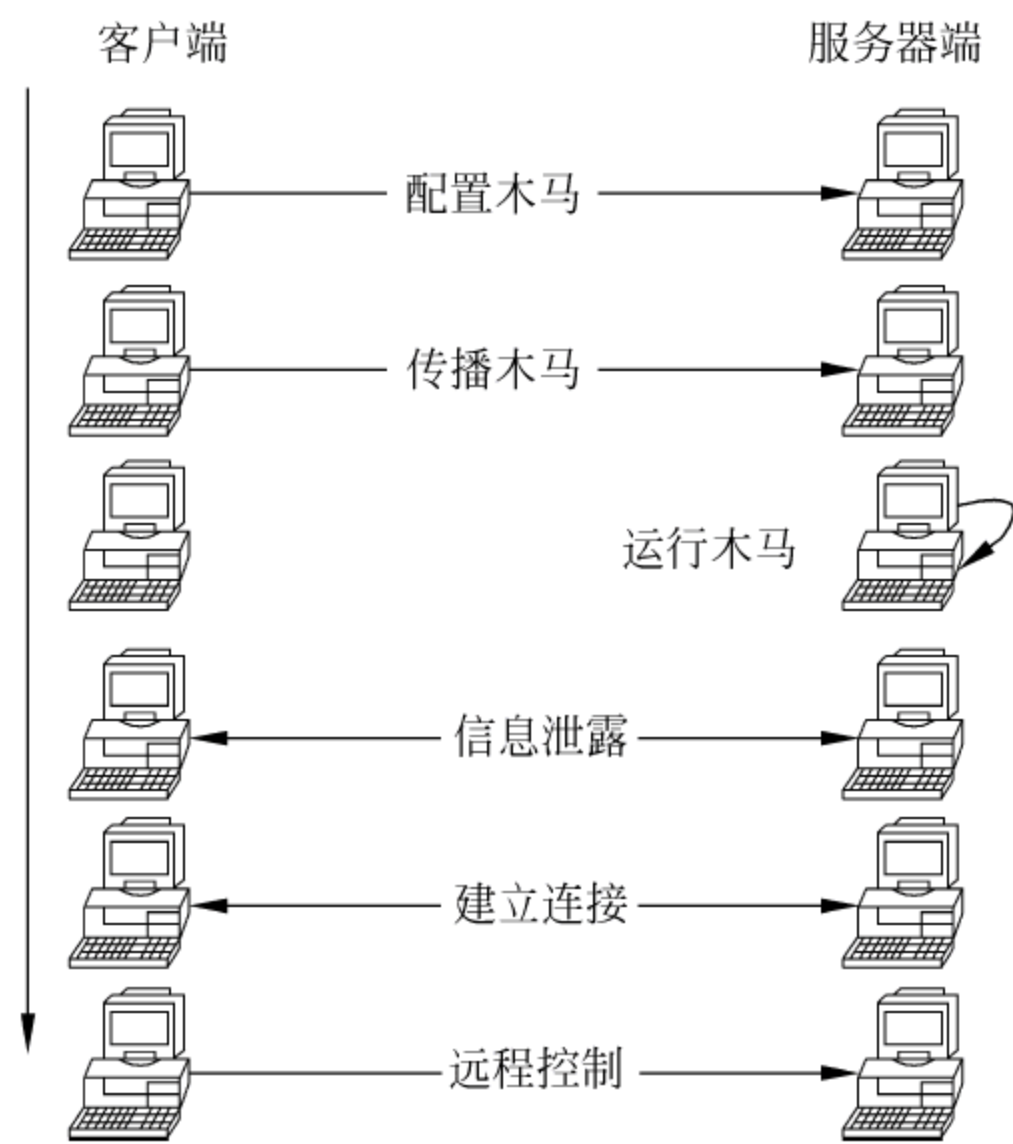 客户端
服务器端
配置木马
传播木马
运行木马
信息泄露
建立连接
远程控制